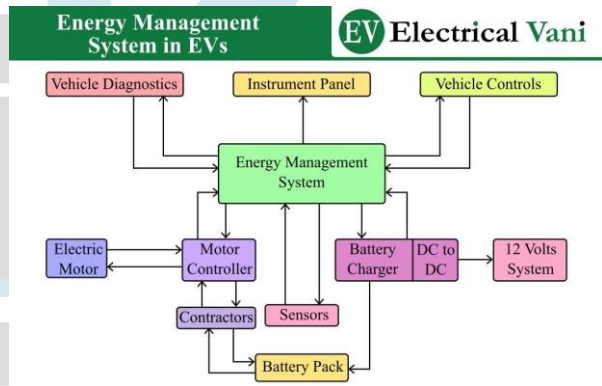 Energy Management
System in EVs
EV Electrical Vani
Vehicle Diagnostics
Instrument Panel
Vehicle Controls
Energy Management
System
Electric
Motor
Motor
Controller
Battery
Charger
DC to
DC
12 Volts
System
Contractors
Sensors
Battery Pack